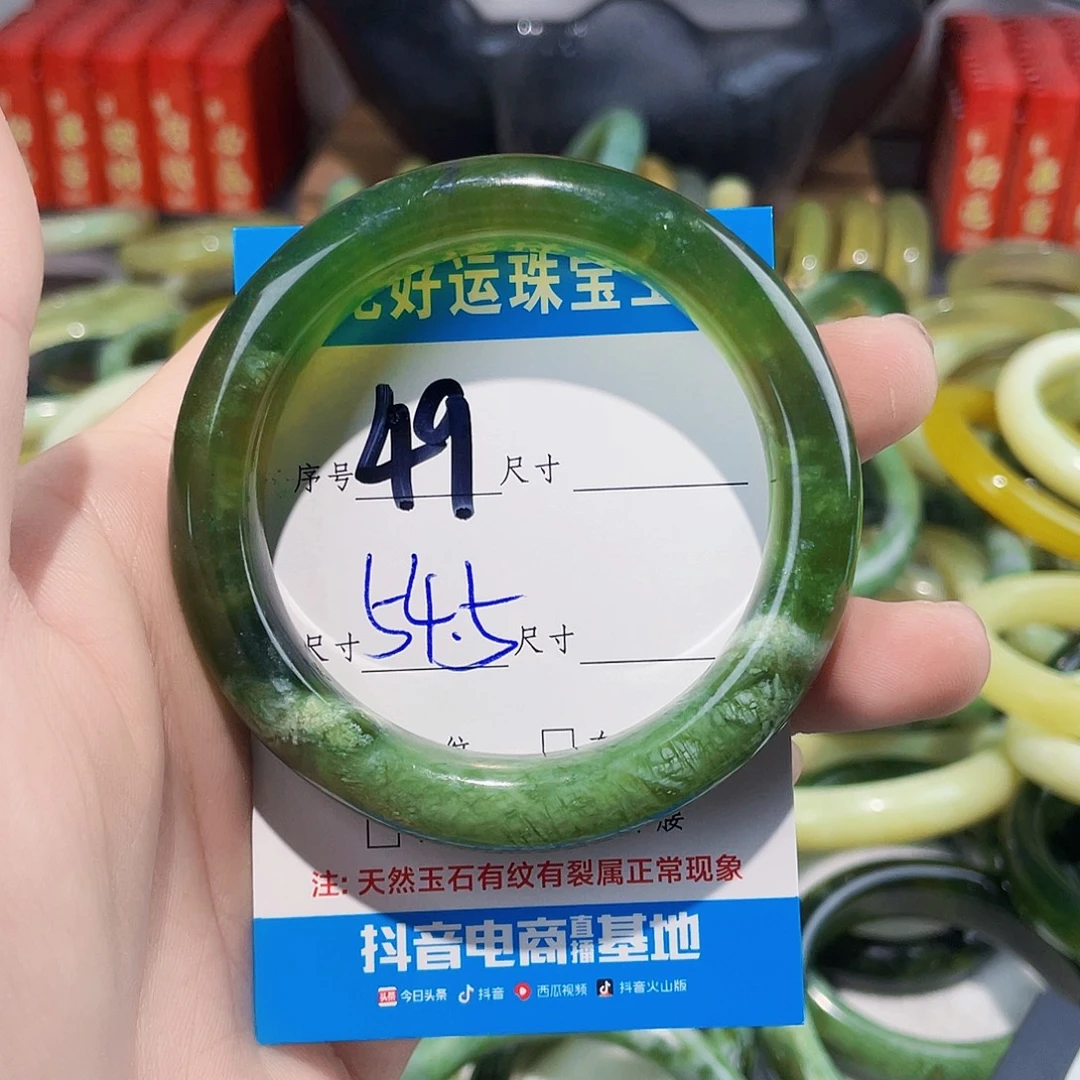 好运珠宝
序号 49 尺寸
尺寸 54.5 尺寸
注: 天然玉石有纹有裂属正常现象
抖音电商直播基地
今日头条 抖音 西瓜视频 抖音火山版